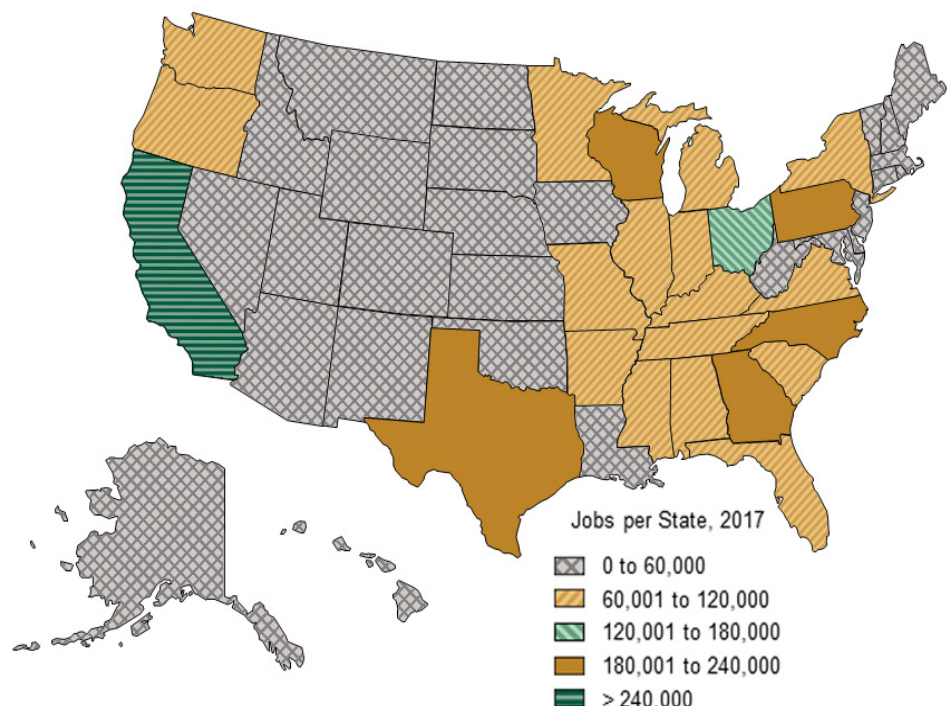 Jobs per State, 2017
0 to 60,000
60,001 to 120,000
120,001 to 180,000
180,001 to 240,000
> 240,000